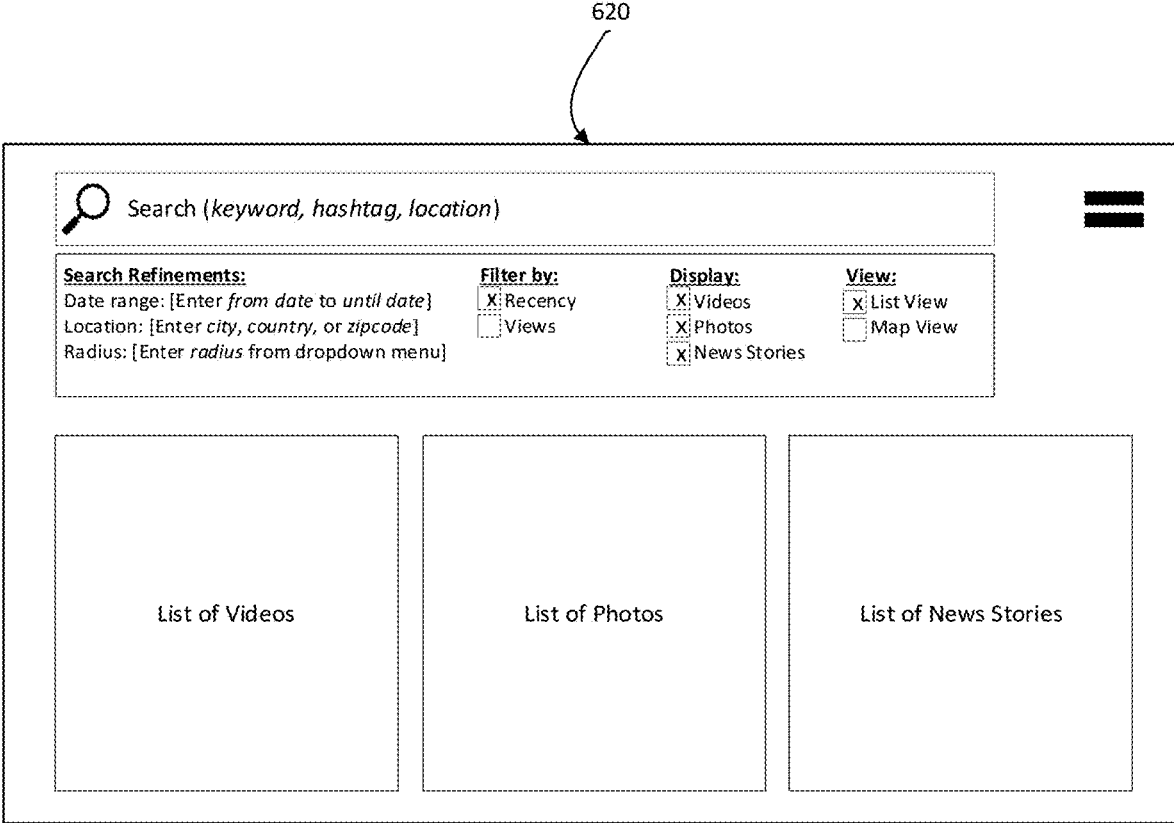 620
Search (keyword, hashtag, location)
Search Refinements:
Date range: [Enter from date to until date]
Location: [Enter city, country, or zipcode]
Radius: [Enter radius from dropdown menu]
Filter by:
x Recency
Views
Display:
x Videos
x Photos
x News Stories
View:
x List View
Map View
List of Videos
List of Photos
List of News Stories